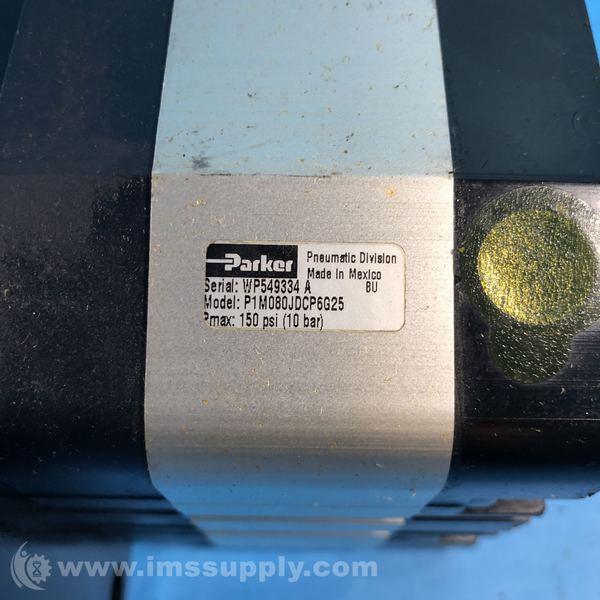 Parker Pneumatic Division
Made In Mexico
Serial: WP549334 A BU
Model: P1M080JDCP6G25
Pmax: 150 psi (10 bar)
www.imssupply.com